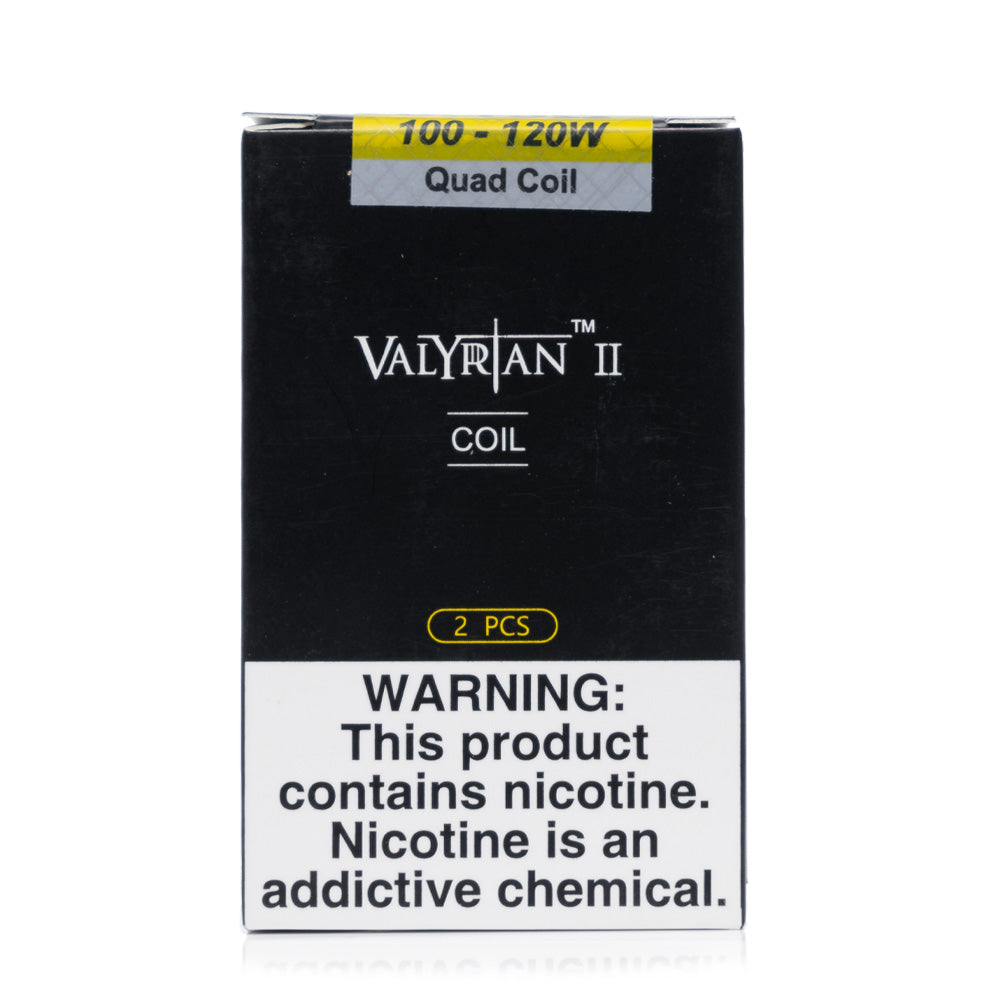 100 - 120W
Quad Coil
VALYRIAN™ II
COIL
2 PCS
WARNING:
This product
contains nicotine.
Nicotine is an
addictive chemical.